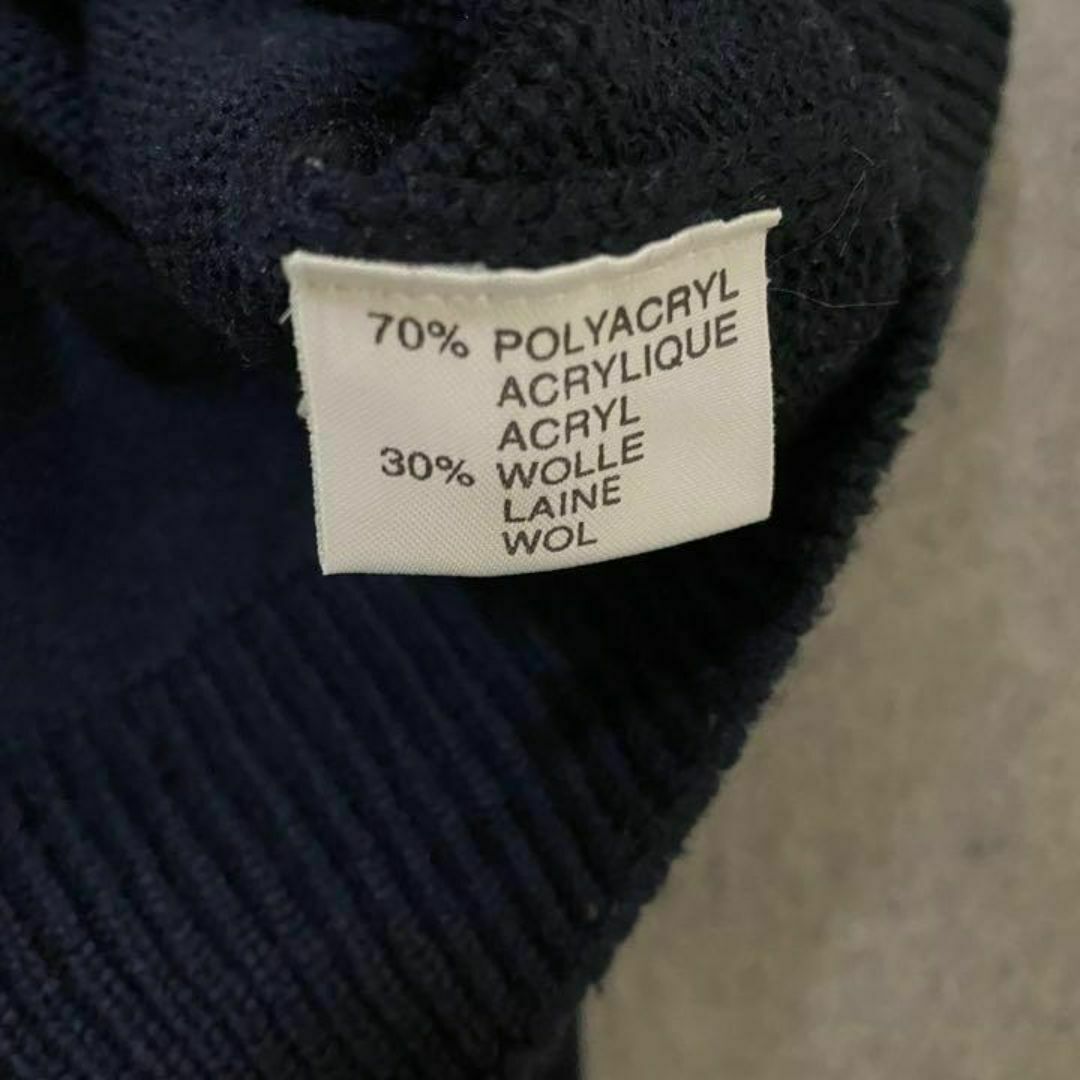 70% POLYACRYL
ACRYLIQUE
ACRYL
30% WOLLE
LAINE
WOL